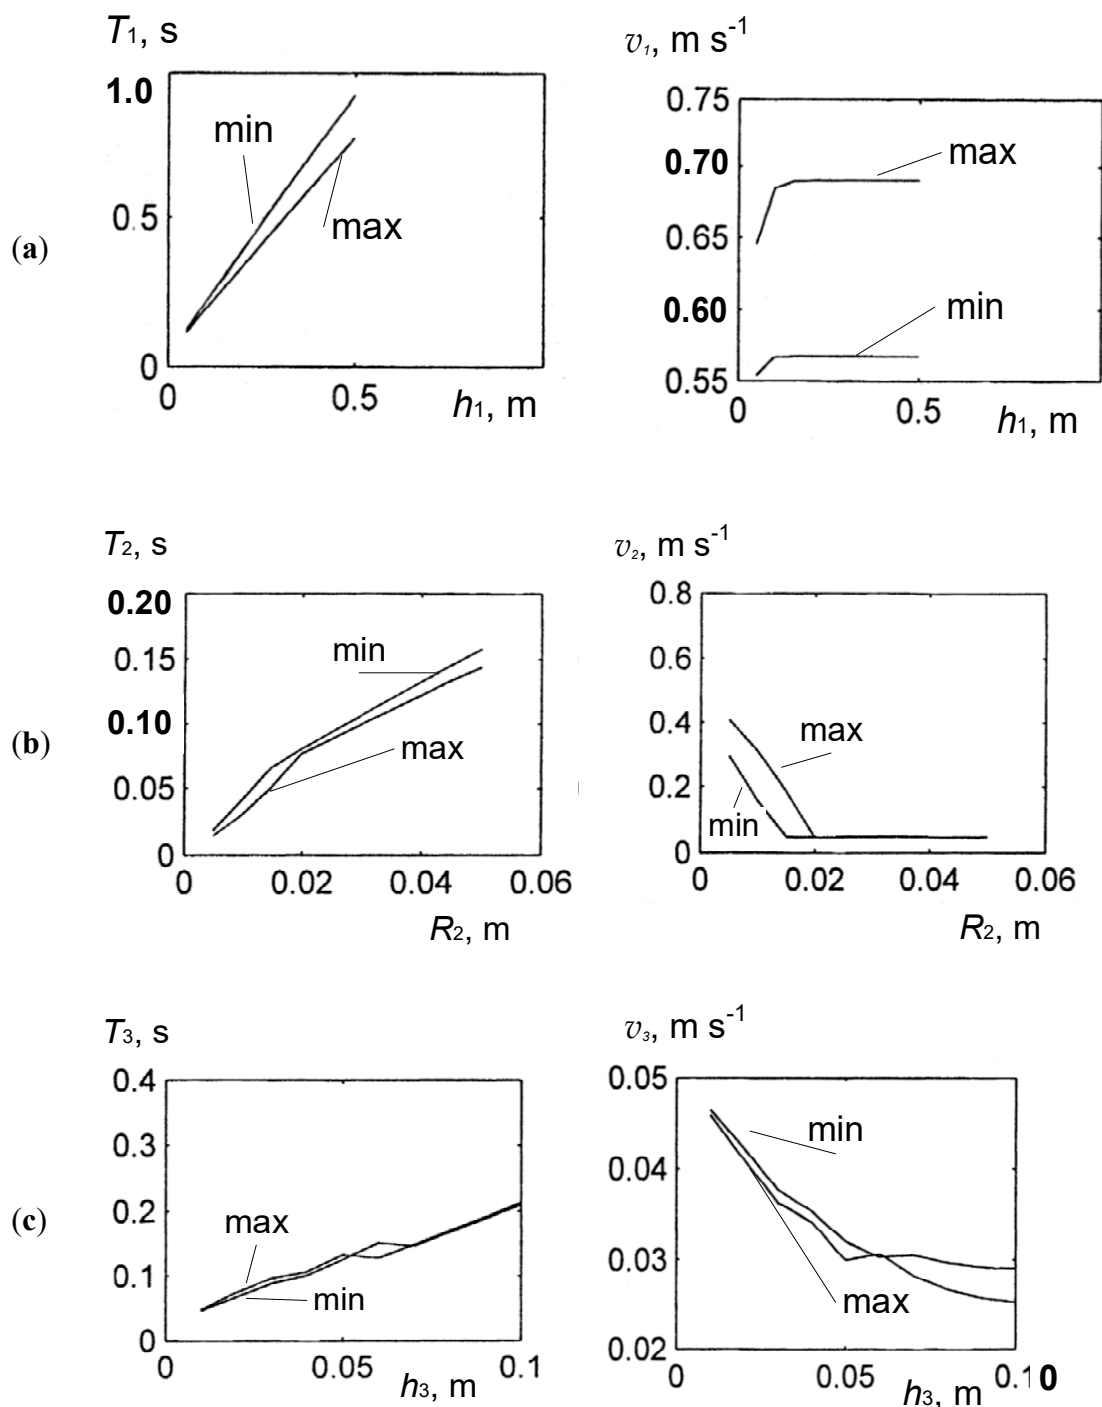 T1, s
v1, m s-1
1.0
min
max
0.5
0
0
0.5
h1, m
(a)
0.75
0.70
max
0.65
0.60
min
0.55
0
0.5
h1, m
T2, s
v2, m s-1
0.20
0.15
min
0.10
max
0.05
0
0
0.02
0.04
0.06
R2, m
(b)
0.8
0.6
0.4
max
0.2
min
0
0
0.02
0.04
0.06
R2, m
T3, s
v3, m s-1
0.4
0.3
0.2
max
0.1
min
0
0
0.05
0.1
h3, m
(c)
0.05
min
0.04
0.03
max
0.02
0
0.05
0.10
h3, m